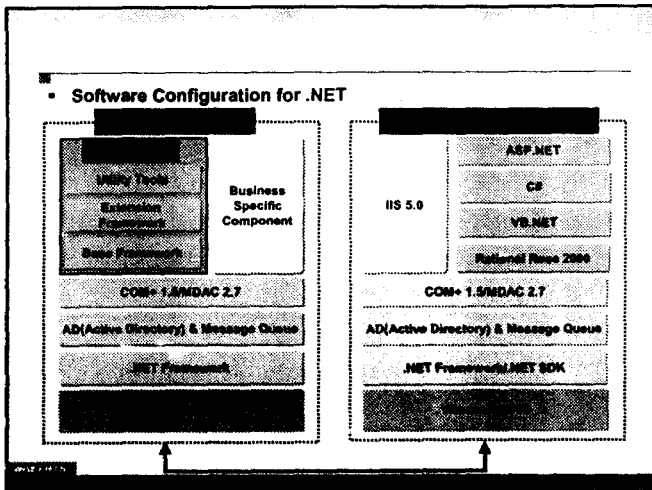 Software Configuration for .NET
Utility Tools
Extension
Framework
Base Framework
Business
Specific
Component
COM+ 1.5/MDAC 2.7
AD(Active Directory) & Message Queue
.NET Framework
IIS 5.0
ASP.NET
C#
VB.NET
Rational Rose 2000
COM+ 1.5/MDAC 2.7
AD(Active Directory) & Message Queue
.NET Framework/.NET SDK